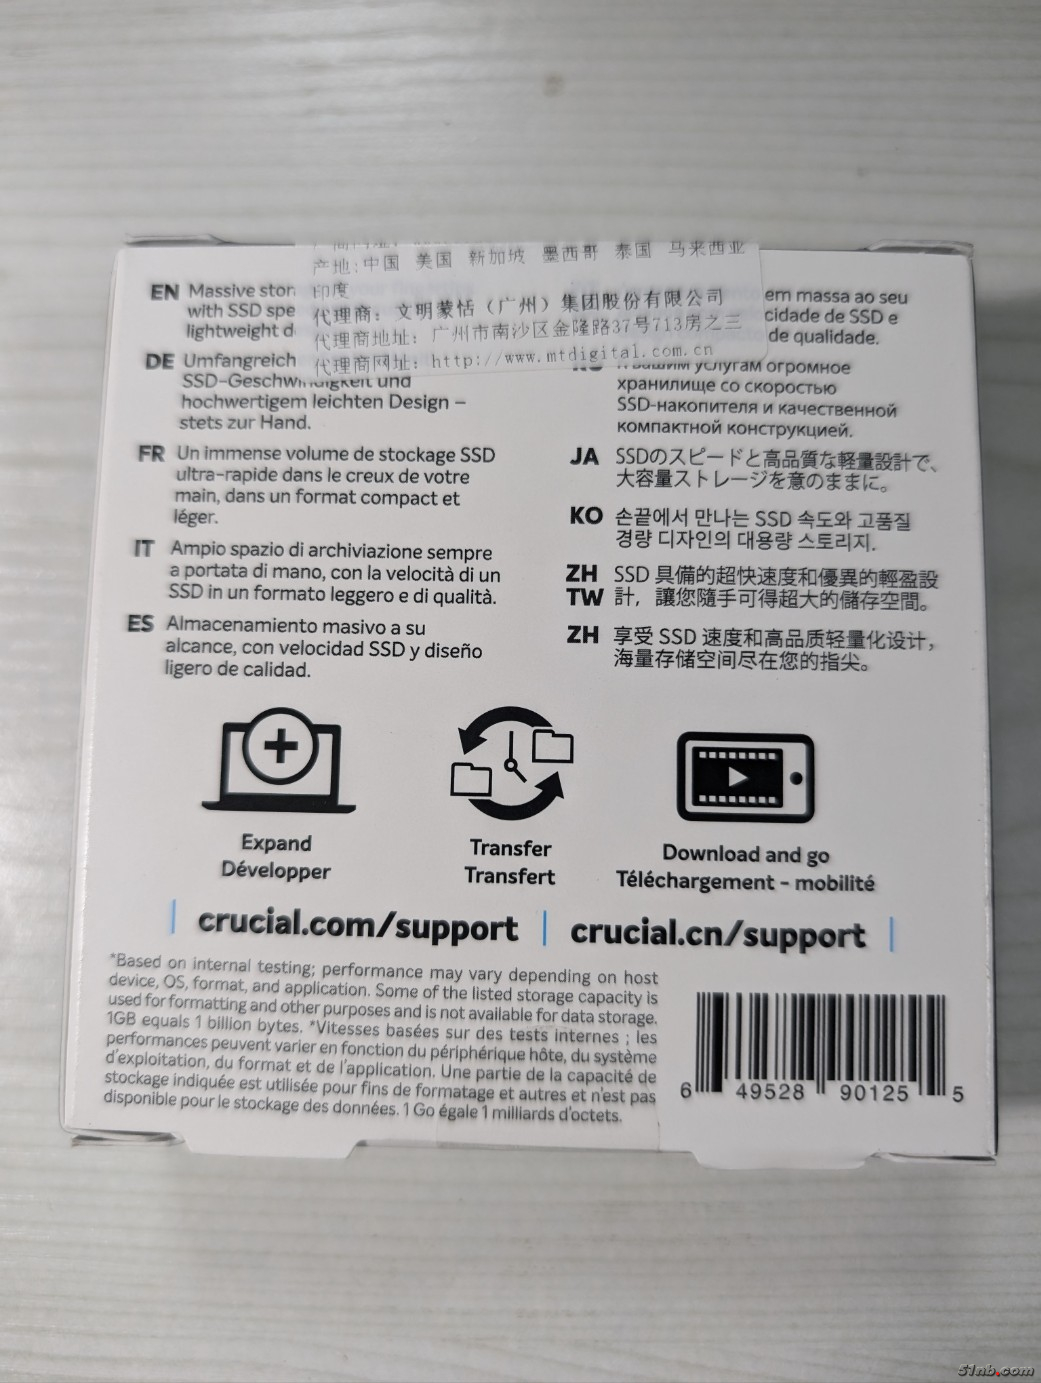 产地:中国 美国 新加坡 墨西哥 泰国 马来西亚
印度
代理商：文明蒙恬（广州）集团股份有限公司
代理商地址：广州市南沙区金隆路37号713房之三
代理商网址：http://www.mtdigital.com.cn
EN Massive stor
with SSD spe
lightweight d
DE Umfangreich
SSD-Geschwindigkeit und
hochwertigem leichten Design –
stets zur Hand.
FR Un immense volume de stockage SSD
ultra-rapide dans le creux de votre
main, dans un format compact et
léger.
IT Ampio spazio di archiviazione sempre
a portata di mano, con la velocità di un
SSD in un formato leggero e di qualità.
ES Almacenamiento masivo a su
alcance, con velocidad SSD y diseño
ligero de calidad.
em massa ao seu
cidade de SSD e
de qualidade.
К вашим услугам огромное
хранилище со скоростью
SSD-накопителя и качественной
компактной конструкцией.
JA SSDのスピードと高品質な軽量設計で、
大容量ストレージを意のままに。
KO 손끝에서 만나는 SSD 속도와 고품질
경량 디자인의 대용량 스토리지.
ZH TW SSD 具備的超快速度和優異的輕盈設
計，讓您隨手可得超大的儲存空間。
ZH 享受 SSD 速度和高品质轻量化设计，
海量存储空间尽在您的指尖。
Expand
Développer
Transfer
Transfert
Download and go
Téléchargement - mobilité
crucial.com/support | crucial.cn/support
*Based on internal testing; performance may vary depending on host
device, OS, format, and application. Some of the listed storage capacity is
used for formatting and other purposes and is not available for data storage.
1GB equals 1 billion bytes. *Vitesses basées sur des tests internes ; les
performances peuvent varier en fonction du périphérique hôte, du système
d'exploitation, du format et de l'application. Une partie de la capacité de
stockage indiquée est utilisée pour fins de formatage et autres et n'est pas
disponible pour le stockage des données. 1 Go égale 1 milliards d'octets.
6 49528 90125 5
51nb.com